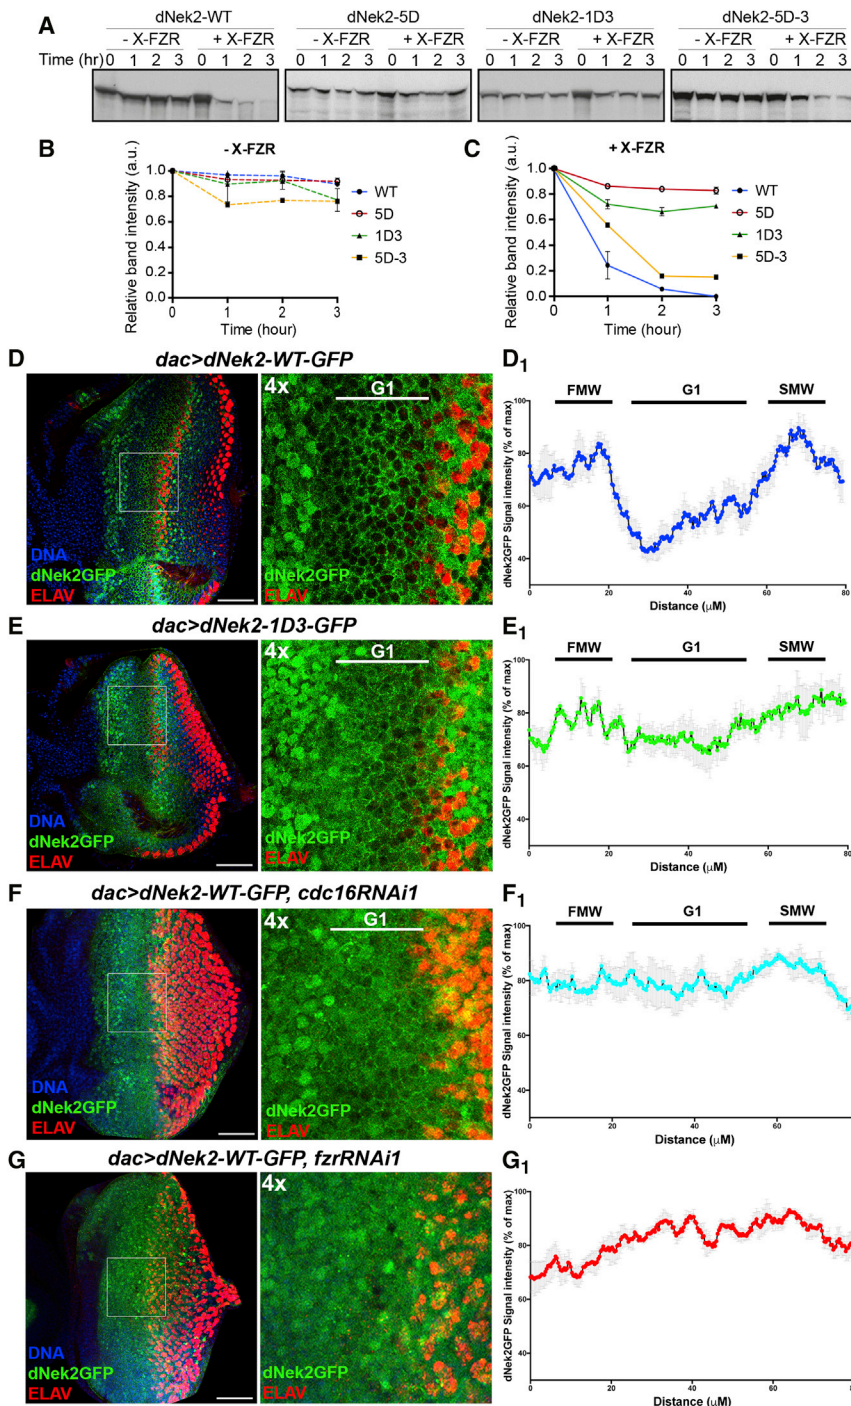 A
dNek2-WT dNek2-5D dNek2-1D3 dNek2-5D-3
- X-FZR + X-FZR - X-FZR + X-FZR - X-FZR + X-FZR - X-FZR + X-FZR
Time (hr) 0 1 2 3 0 1 2 3 0 1 2 3 0 1 2 3 0 1 2 3 0 1 2 3 0 1 2 3 0 1 2 3
B
- X-FZR
Relative band intensity (a.u.)
1.0
0.8
0.6
0.4
0.2
0.0
0 1 2 3
Time (hour)
WT
5D
1D3
5D-3
C
+ X-FZR
Relative band intensity (a.u.)
1.0
0.8
0.6
0.4
0.2
0.0
0 1 2 3
Time (hour)
WT
5D
1D3
5D-3
D
dac>dNek2-WT-GFP
DNA
dNek2GFP
ELAV
4x
G1
dNek2GFP
ELAV
D1
FMW G1 SMW
dNek2GFP Signal intensity (% of max)
100
80
60
40
0 20 40 60 80
Distance (μM)
E
dac>dNek2-1D3-GFP
DNA
dNek2GFP
ELAV
4x
G1
dNek2GFP
ELAV
E1
FMW G1 SMW
dNek2GFP Signal intensity (% of max)
100
80
60
40
0 20 40 60 80
Distance (μM)
F
dac>dNek2-WT-GFP, cdc16RNAi1
DNA
dNek2GFP
ELAV
4x
G1
dNek2GFP
ELAV
F1
FMW G1 SMW
dNek2GFP Signal intensity (% of max)
100
80
60
40
0 20 40 60 8
Distance (μM)
G
dac>dNek2-WT-GFP, fzrRNAi1
DNA
dNek2GFP
ELAV
4x
dNek2GFP
ELAV
G1
dNek2GFP Signal intensity (% of max)
100
80
60
40
0 20 40 60 8
Distance (μM)